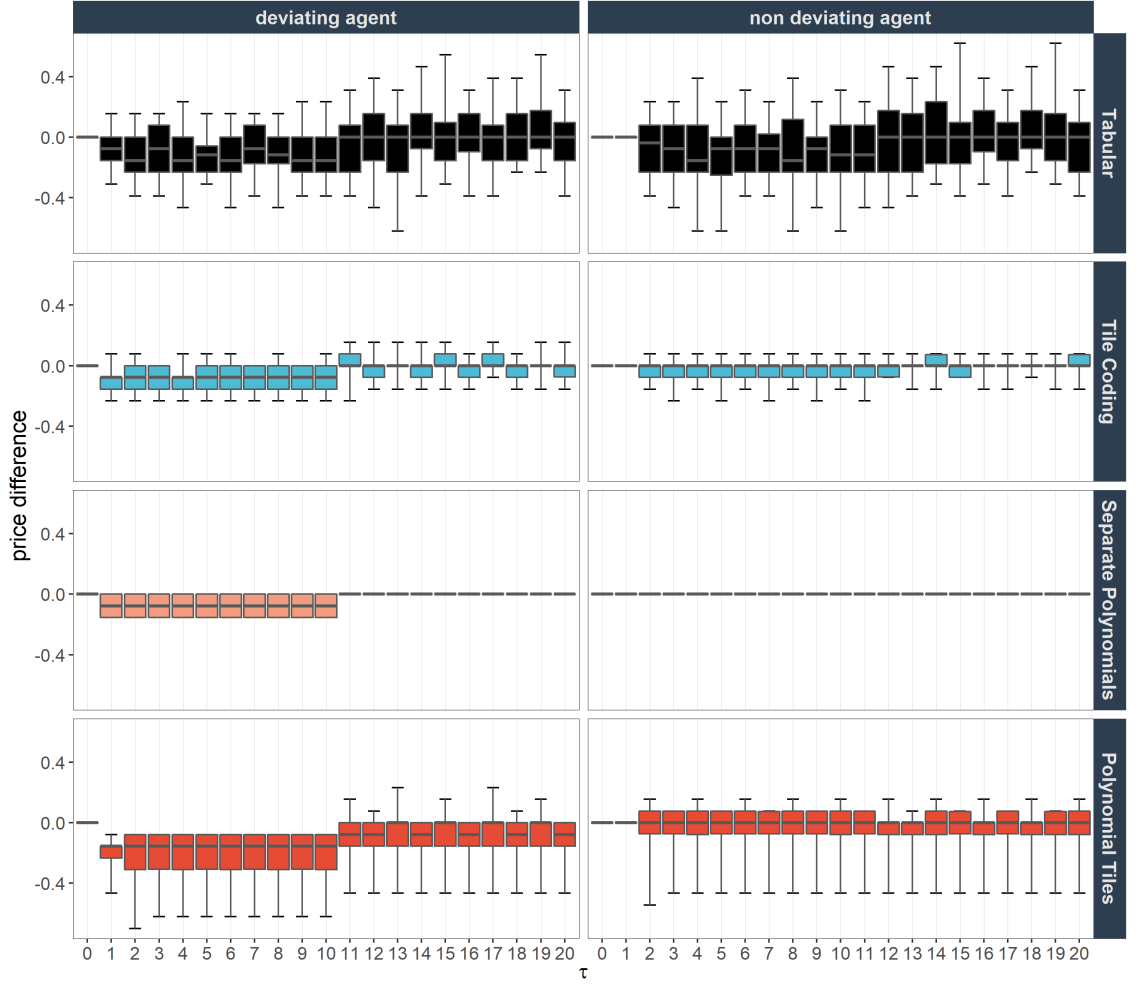 deviating agent
non deviating agent
price difference
0.4
0.0
-0.4
Tabular
0.4
0.0
-0.4
Tile Coding
0.4
0.0
-0.4
Separate Polynomials
0.4
0.0
-0.4
Polynomial Tiles
0 1 2 3 4 5 6 7 8 9 10 11 12 13 14 15 16 17 18 19 20
0 1 2 3 4 5 6 7 8 9 10 11 12 13 14 15 16 17 18 19 20
τ